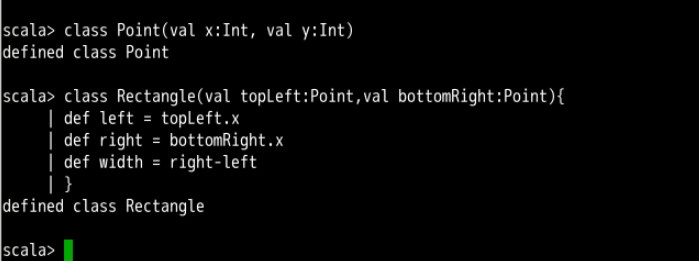 scala> class Point(val x:Int, val y:Int)
defined class Point
scala> class Rectangle(val topLeft:Point,val bottomRight:Point){
     | def left = topLeft.x
     | def right = bottomRight.x
     | def width = right-left
     | }
defined class Rectangle
scala>